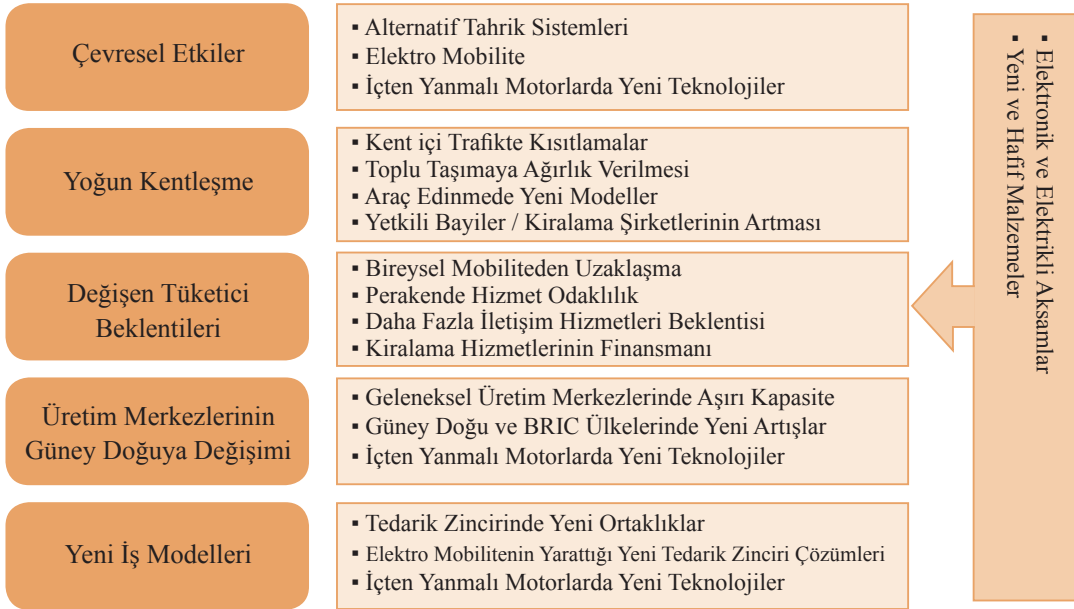 Çevresel Etkiler
▪ Alternatif Tahrik Sistemleri
▪ Elektro Mobilite
▪ İçten Yanmalı Motorlarda Yeni Teknolojiler
Yoğun Kentleşme
▪ Kent içi Trafikte Kısıtlamalar
▪ Toplu Taşımaya Ağırlık Verilmesi
▪ Araç Edinmede Yeni Modeller
▪ Yetkili Bayiler / Kiralama Şirketlerinin Artması
Değişen Tüketici
Beklentileri
▪ Bireysel Mobiliteden Uzaklaşma
▪ Perakende Hizmet Odaklılık
▪ Daha Fazla İletişim Hizmetleri Beklentisi
▪ Kiralama Hizmetlerinin Finansmanı
Üretim Merkezlerinin
Güney Doğuya Değişimi
▪ Geleneksel Üretim Merkezlerinde Aşırı Kapasite
▪ Güney Doğu ve BRIC Ülkelerinde Yeni Artışlar
▪ İçten Yanmalı Motorlarda Yeni Teknolojiler
Yeni İş Modelleri
▪ Tedarik Zincirinde Yeni Ortaklıklar
▪ Elektro Mobilitenin Yarattığı Yeni Tedarik Zinciri Çözümleri
▪ İçten Yanmalı Motorlarda Yeni Teknolojiler
▪ Elektronik ve Elektrikli Aksamlar
▪ Yeni ve Hafif Malzemeler